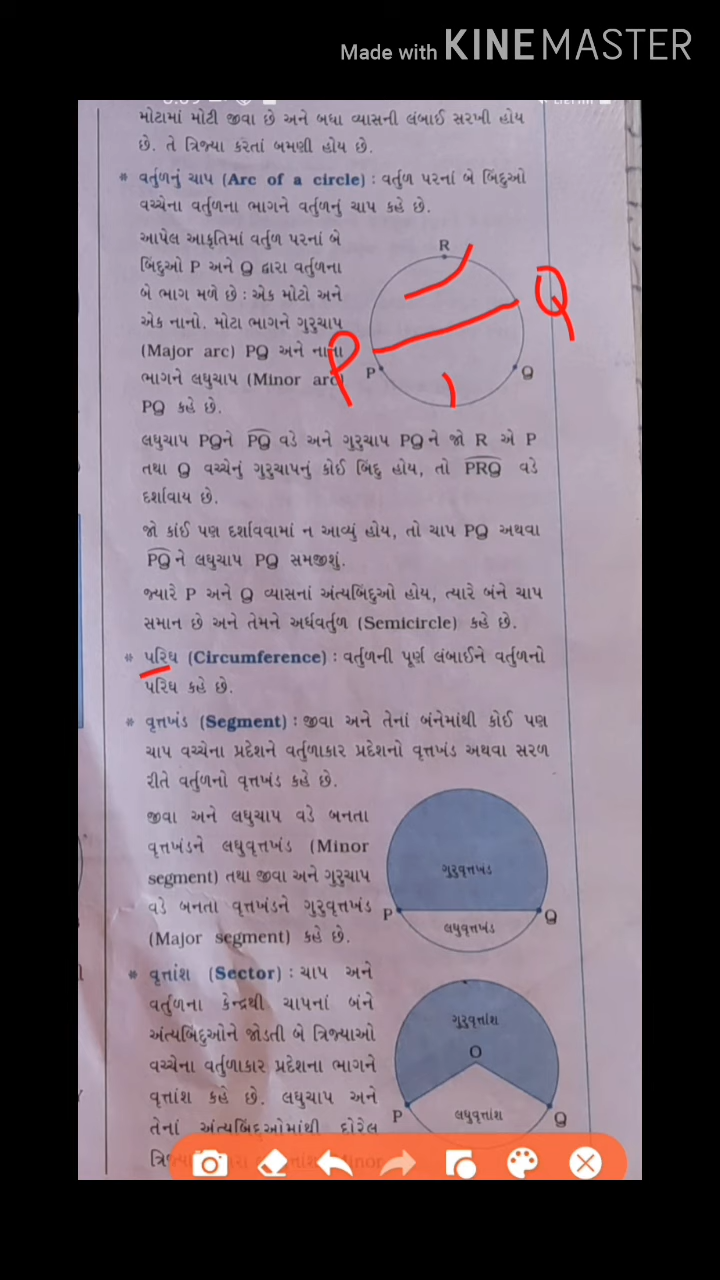 Made with KINEMASTER
મોટામાં મોટી જીવા છે અને બધા વ્યાસની લંબાઈ સરખી હોય
છે. તે ત્રિજ્યા કરતાં બમણી હોય છે.
* વર્તુળનું ચાપ (Arc of a circle) : વર્તુળ પરનાં બે બિંદુઓ
વચ્ચેના વર્તુળના ભાગને વર્તુળનું ચાપ કહે છે.
આપેલ આકૃતિમાં વર્તુળ પરનાં બે
બિંદુઓ P અને Q દ્વારા વર્તુળના
બે ભાગ મળે છે : એક મોટો અને
એક નાનો. મોટા ભાગને ગુરુચાપ
(Major arc) PQ અને નાના
ભાગને લઘુચાપ (Minor arc)
PQ કહે છે.
R
Q
P
P
Q
લઘુચાપ PQને P͡Q વડે અને ગુરુચાપ PQને જો R એ P
તથા Q વચ્ચેનું ગુરુચાપનું કોઈ બિંદુ હોય, તો P͡RQ વડે
દર્શાવાય છે.
જો કાંઈ પણ દર્શાવવામાં ન આવ્યું હોય, તો ચાપ PQ અથવા
P͡Qને લઘુચાપ PQ સમજીશું.
જ્યારે P અને Q વ્યાસનાં અંત્યબિંદુઓ હોય, ત્યારે બંને ચાપ
સમાન છે અને તેમને અર્ધવર્તુળ (Semicircle) કહે છે.
* પરિઘ (Circumference) : વર્તુળની પૂર્ણ લંબાઈને વર્તુળનો
પરિઘ કહે છે.
* વૃત્તખંડ (Segment) : જીવા અને તેનાં બંનેમાંથી કોઈ પણ
ચાપ વચ્ચેના પ્રદેશને વર્તુળાકાર પ્રદેશનો વૃત્તખંડ અથવા સરળ
રીતે વર્તુળનો વૃત્તખંડ કહે છે.
જીવા અને લઘુચાપ વડે બનતા
વૃત્તખંડને લઘુવૃત્તખંડ (Minor
segment) તથા જીવા અને ગુરુચાપ
વડે બનતા વૃત્તખંડને ગુરુવૃત્તખંડ
(Major segment) કહે છે.
ગુરુવૃત્તખંડ
P
Q
લઘુવૃત્તખંડ
* વૃત્તાંશ (Sector) : ચાપ અને
વર્તુળના કેન્દ્રથી ચાપનાં બંને
અંત્યબિંદુઓને જોડતી બે ત્રિજ્યાઓ
વચ્ચેના વર્તુળાકાર પ્રદેશના ભાગને
વૃત્તાંશ કહે છે. લઘુચાપ અને
તેનાં અંત્યબિંદુઓમાંથી દોરેલ
ગુરુવૃત્તાંશ
O
P
લઘુવૃત્તાંશ
Q